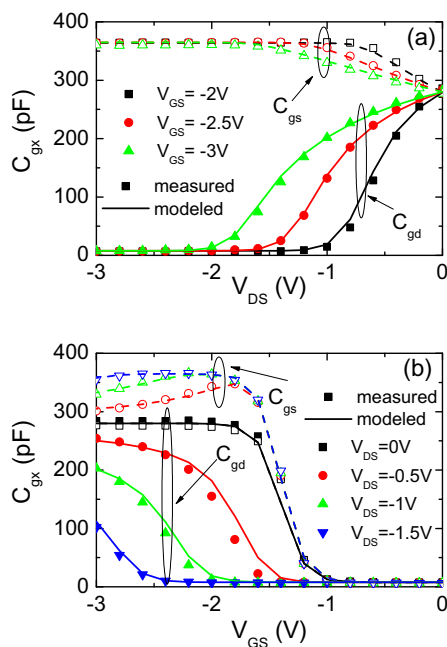 400
(a)
300
C_gs
V_GS= -2V
V_GS= -2.5V
V_GS= -3V
200
measured
modeled
100
C_gd
0
C_gx (pF)
-3 -2 -1 0
V_DS (V)
400
(b)
measured
modeled
C_gs
300
V_DS=0V
V_DS=-0.5V
V_DS=-1V
V_DS=-1.5V
C_gd
200
100
0
C_gx (pF)
-3 -2 -1 0
V_GS (V)